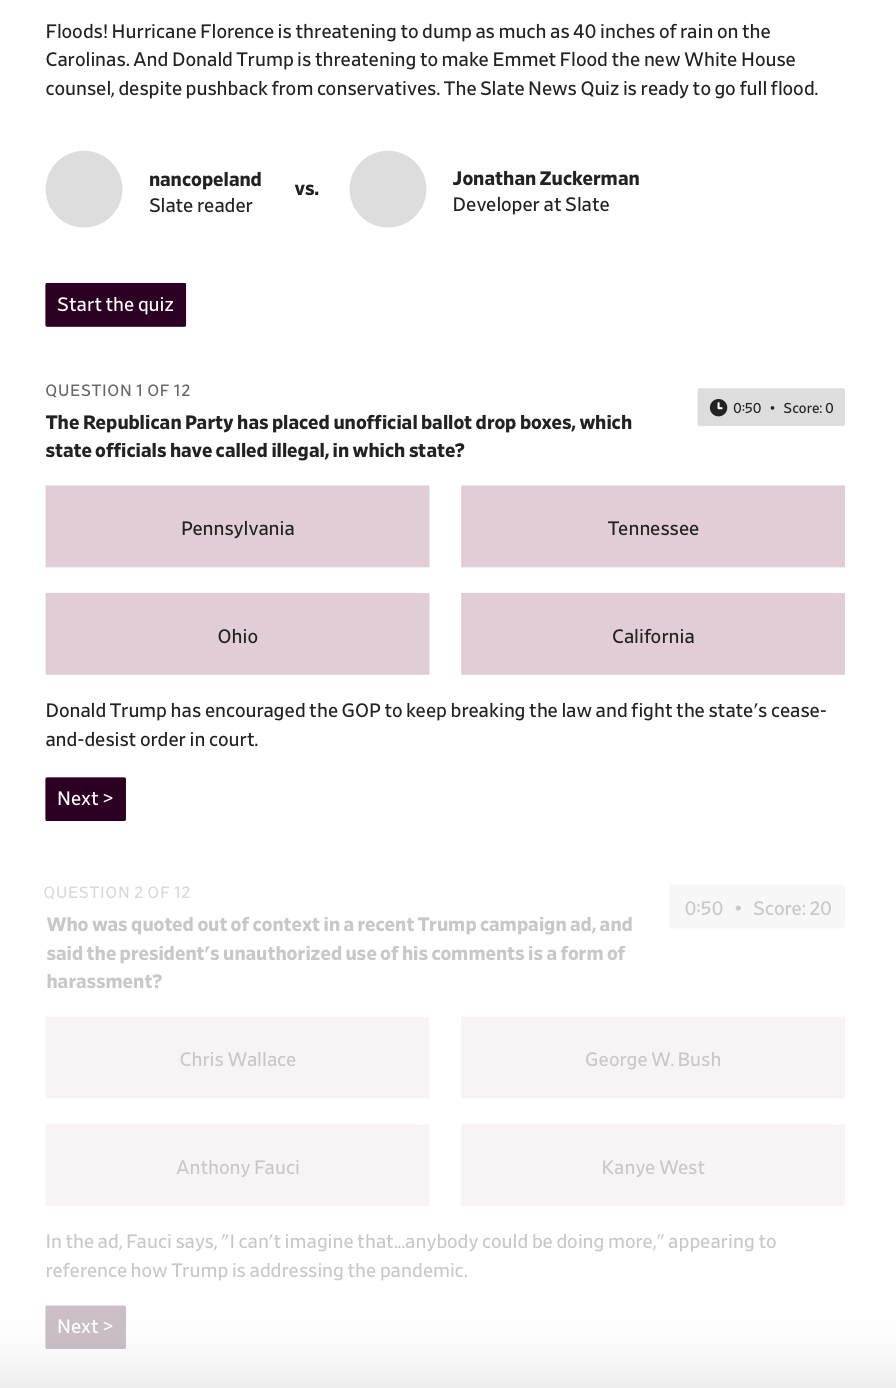 Floods! Hurricane Florence is threatening to dump as much as 40 inches of rain on the
Carolinas. And Donald Trump is threatening to make Emmet Flood the new White House
counsel, despite pushback from conservatives. The Slate News Quiz is ready to go full flood.
nancopeland
Slate reader
vs.
Jonathan Zuckerman
Developer at Slate
Start the quiz
QUESTION 1 OF 12
0:50 • Score: 0
The Republican Party has placed unofficial ballot drop boxes, which
state officials have called illegal, in which state?
Pennsylvania
Tennessee
Ohio
California
Donald Trump has encouraged the GOP to keep breaking the law and fight the state’s cease-
and-desist order in court.
Next >
QUESTION 2 OF 12
0:50 • Score: 20
Who was quoted out of context in a recent Trump campaign ad, and
said the president’s unauthorized use of his comments is a form of
harassment?
Chris Wallace
George W. Bush
Anthony Fauci
Kanye West
In the ad, Fauci says, ”I can’t imagine that…anybody could be doing more,” appearing to
reference how Trump is addressing the pandemic.
Next >